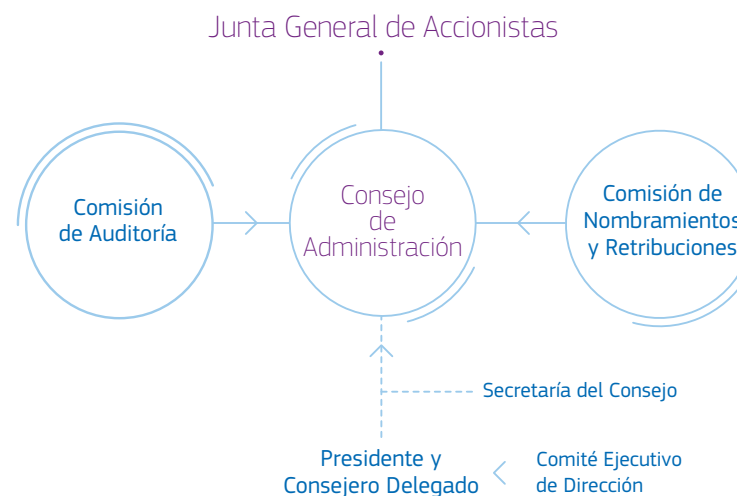 Junta General de Accionistas
Comisión
de Auditoría
Consejo
de
Administración
Comisión de
Nombramientos
y Retribuciones
Secretaría del Consejo
Presidente y
Consejero Delegado
Comité Ejecutivo
de Dirección